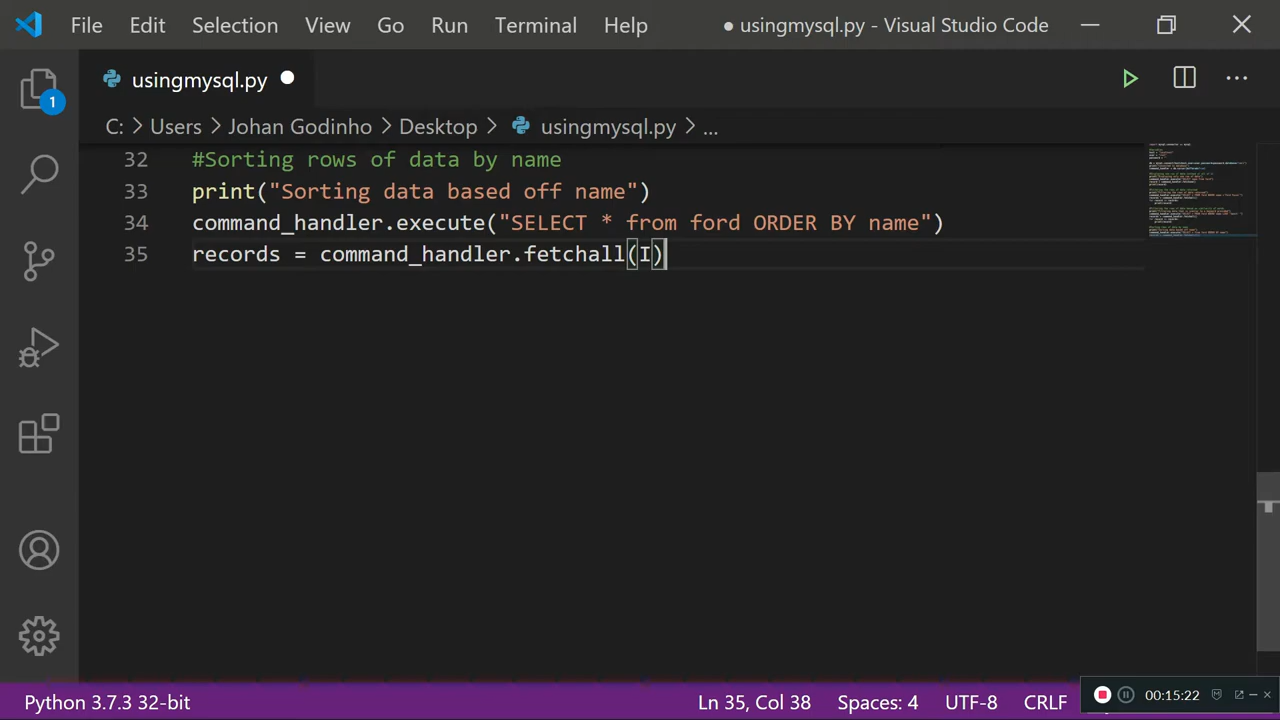 File Edit Selection View Go Run Terminal Help ● usingmysql.py - Visual Studio Code
usingmysql.py
C: > Users > Johan Godinho > Desktop > usingmysql.py > ...
1
32 #Sorting rows of data by name
33 print("Sorting data based off name")
34 command_handler.execute("SELECT * from ford ORDER BY name")
35 records = command_handler.fetchall(I)
Python 3.7.3 32-bit Ln 35, Col 38 Spaces: 4 UTF-8 CRLF 00:15:22